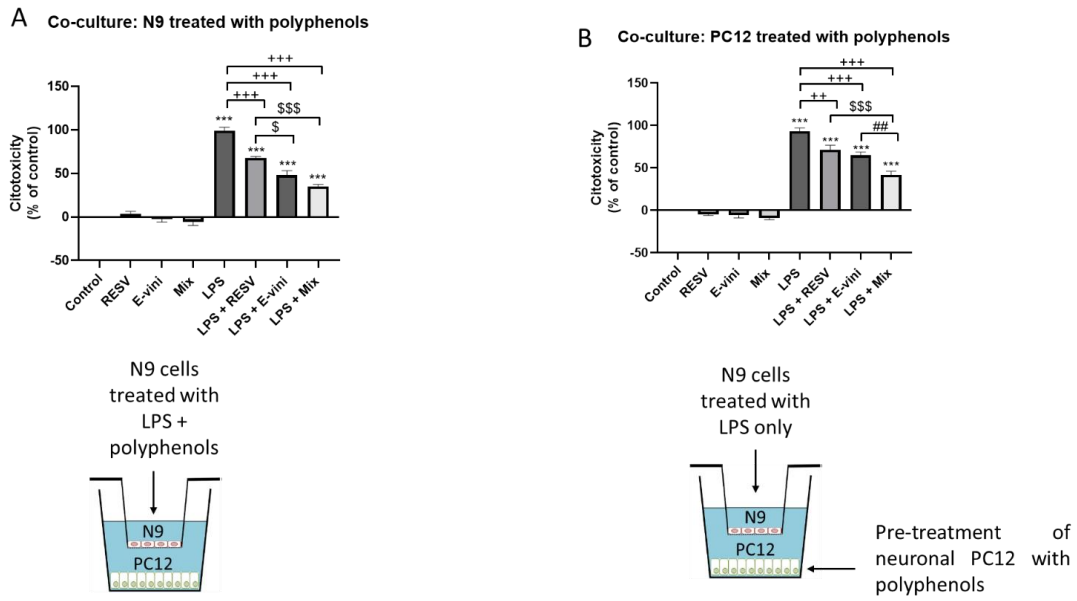 A
Co-culture: N9 treated with polyphenols
Citotoxicity
(% of control)
150
100
50
0
-50
+++
+++
+++
$$$
$
***
***
***
***
Control
RESV
E-vini
Mix
LPS
LPS + RESV
LPS + E-vini
LPS + Mix
N9 cells
treated with
LPS +
polyphenols
N9
PC12
B
Co-culture: PC12 treated with polyphenols
Citotoxicity
(% of control)
150
100
50
0
-50
+++
+++
++
$$$
##
***
***
***
***
Control
RESV
E-vini
Mix
LPS
LPS + RESV
LPS + E-vini
LPS + Mix
N9 cells
treated with
LPS only
N9
PC12
Pre-treatment of
neuronal PC12 with
polyphenols